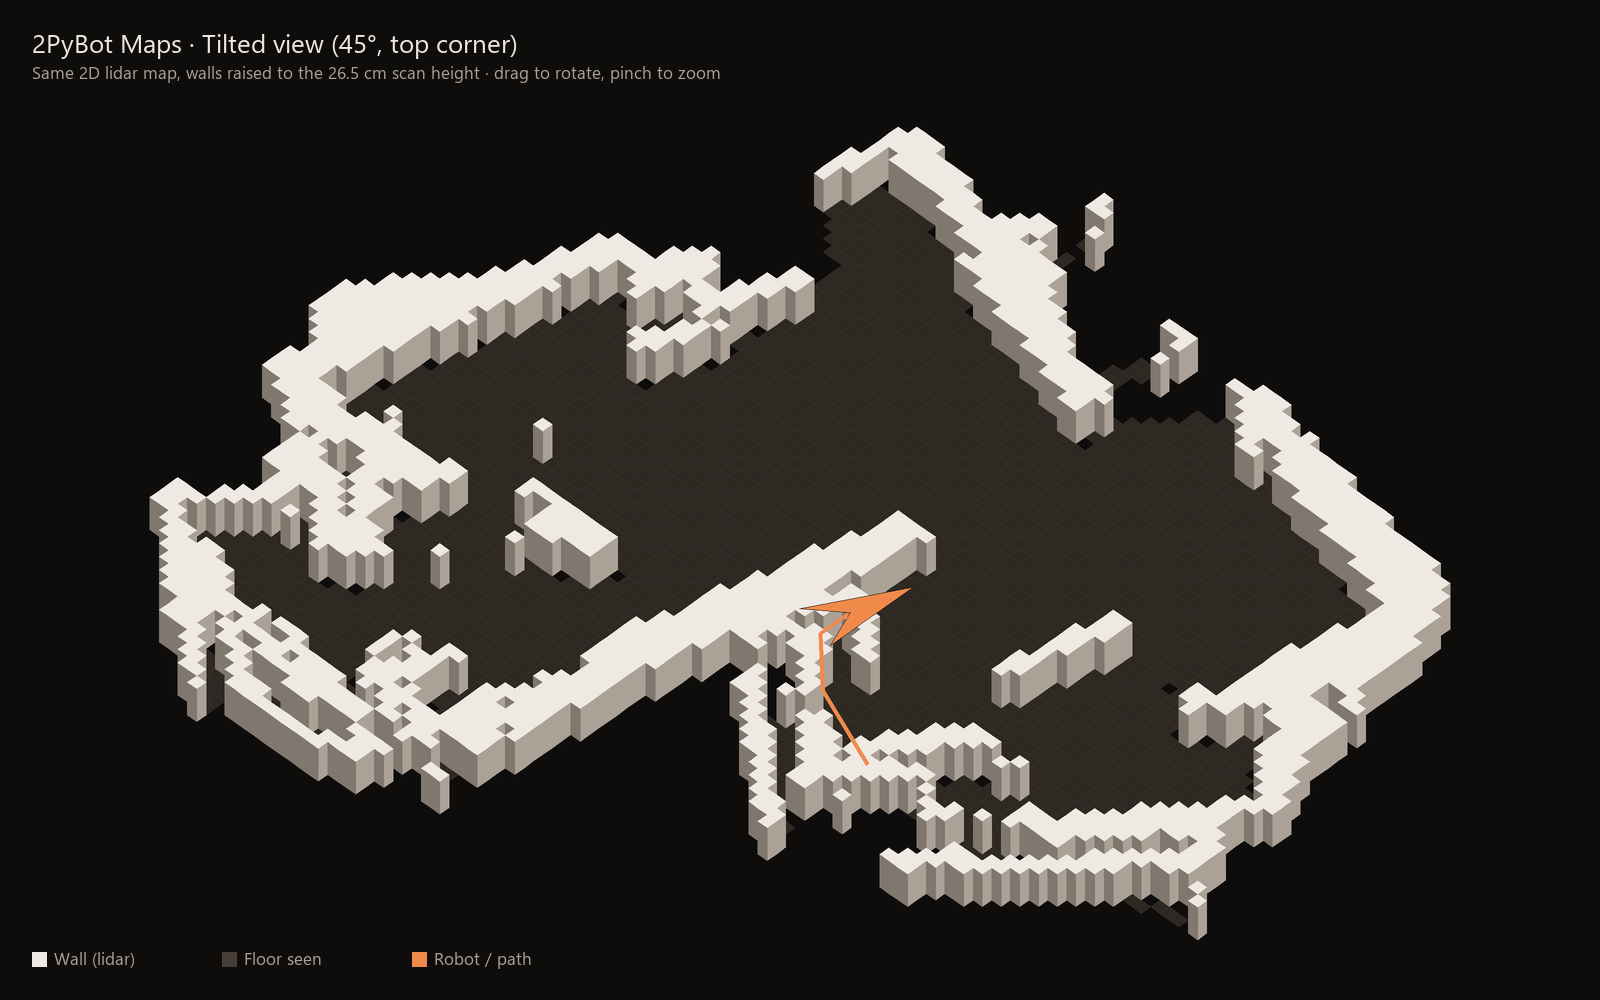 2PyBot Maps · Tilted view (45°, top corner)
Same 2D lidar map, walls raised to the 26.5 cm scan height · drag to rotate, pinch to zoom
Wall (lidar)
Floor seen
Robot / path